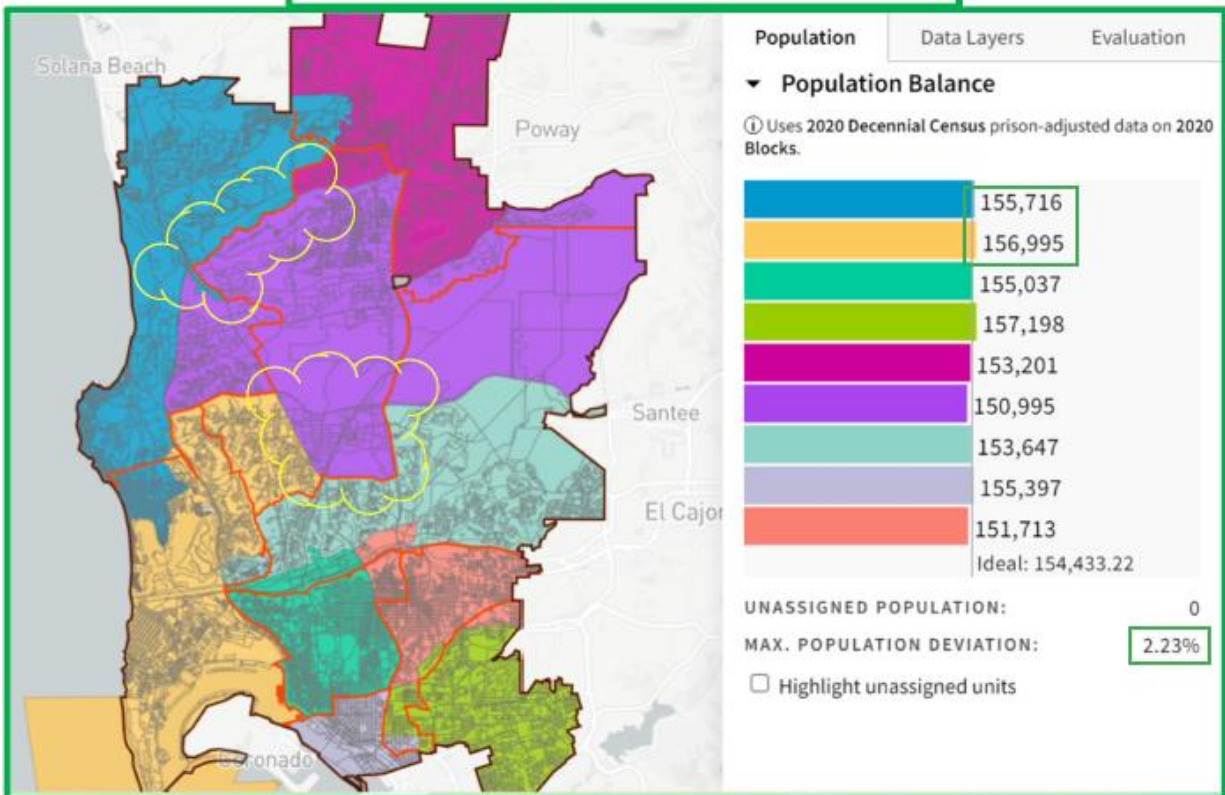 Solana Beach
Poway
Santee
El Cajor
Coronado
Population Data Layers Evaluation
Population Balance
ⓘ Uses 2020 Decennial Census prison-adjusted data on 2020
Blocks.
155,716
156,995
155,037
157,198
153,201
150,995
153,647
155,397
151,713
Ideal: 154,433.22
UNASSIGNED POPULATION: 0
MAX. POPULATION DEVIATION: 2.23%
Highlight unassigned units